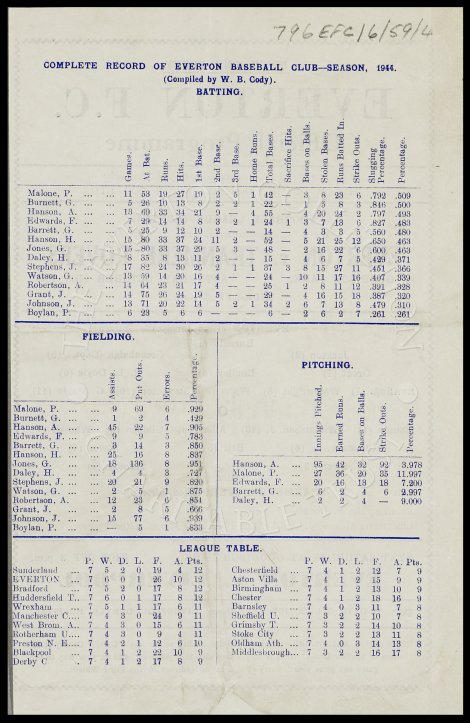 796EFC/6/59/4
COMPLETE RECORD OF EVERTON BASEBALL CLUB—SEASON, 1944.
(Compiled by W. B. Cody).
BATTING.
Games. At Bat. Runs. Hits. 1st Base. 2nd Base. 3rd Base. Home Runs. Total Bases. Sacrifice Hits. Bases on Balls. Stolen Bases. Runs Batted In. Strike Outs. Slugging Percentage. Percentage.
Malone, P. ... ... 11 53 19 27 19 2 5 1 42 — 3 8 23 6 .792 .509
Burnett, G. ... ... 5 26 10 13 8 2 2 1 22 — 1 3 8 3 .846 .500
Hanson, A. ... ... 13 69 33 34 21 9 — 4 55 — 4 20 24 2 .797 .493
Edwards, F. ... ... 7 29 14 14 8 3 2 1 24 1 3 7 13 6 .827 .483
Barrett, G. ... ... 5 25 9 12 10 2 — — 14 — 4 3 3 5 .560 .480
Hanson, H. ... ... 15 80 33 37 24 11 2 — 52 — 5 21 25 12 .650 .463
Jones, G. ... ... 15 80 33 37 29 5 3 — 48 — 2 16 22 6 .600 .463
Daley, H. ... ... 8 35 8 13 11 2 — — 15 — 4 6 7 5 .429 .371
Stephens, J. ... ... 17 82 24 30 26 2 1 1 37 3 8 15 27 11 .451 .366
Watson, G. ... ... 13 59 14 20 16 4 — — 24 — 10 11 17 16 .407 .339
Robertson, A. ... ... 14 64 23 21 17 4 — — 25 1 2 8 11 12 .391 .328
Grant, J. ... ... 14 75 26 24 19 5 — — 29 — 4 16 15 18 .387 .320
Johnson, J. ... ... 13 71 20 22 14 5 2 1 34 2 6 7 13 8 .479 .310
Boylan, P. ... ... 6 23 5 6 6 — — — 6 — 2 6 2 7 .261 .261
FIELDING.
Assists. Put Outs. Errors. Percentage.
Malone, P. ... ... 9 69 6 .929
Burnett, G. ... ... 1 2 4 .429
Hanson, A. ... ... 45 22 7 .905
Edwards, F. ... ... 9 9 5 .783
Barrett, G. ... ... 3 14 3 .850
Hanson, H. ... ... 25 16 8 .837
Jones, G. ... ... 18 136 8 .951
Daley, H. ... ... 4 4 3 .727
Stephens, J. ... ... 20 21 9 .820
Watson, G. ... ... 2 5 1 .875
Robertson, A. ... ... 12 23 6 .854
Grant, J. ... ... 2 8 5 .666
Johnson, J. ... ... 15 77 6 .939
Boylan, P. ... ... — 5 1 .833
PITCHING.
Innings Pitched. Earned Runs. Bases on Balls. Strike Outs. Percentage.
Hanson, A. ... 95 42 32 92 3.978
Malone, P. ... 27 36 20 35 11.997
Edwards, F. ... 20 16 13 18 7.200
Barrett, G. ... 6 2 4 6 2.997
Daley, H. ... 2 2 4 — 9.000
LEAGUE TABLE.
P. W. D. L. F. A. Pts.
Sunderland ... 7 5 2 0 19 4 12
EVERTON ... 7 6 0 1 26 10 12
Bradford ... 7 5 2 0 17 8 12
Huddersfield T... 7 6 0 1 17 8 12
Wrexham ... 7 5 1 1 17 6 11
Manchester C.... 7 4 3 0 24 9 11
West Brom. A... 7 4 3 0 15 6 11
Rotherham U.... 7 4 3 0 9 4 11
Preston N. E.... 7 4 2 1 12 6 10
Blackpool ... 7 4 1 2 22 10 9
Derby C ... 7 4 1 2 17 8 9
P. W. D. L. F. A. Pts.
Chesterfield ... 7 4 1 2 12 7 9
Aston Villa ... 7 4 1 2 15 9 9
Birmingham ... 7 4 1 2 13 10 9
Chester ... 7 4 1 2 18 16 9
Barnsley ... 7 4 0 3 11 7 8
Sheffield U. ... 7 3 2 2 10 7 8
Grimsby T. ... 7 3 2 2 14 10 8
Stoke City ... 7 3 2 2 13 11 8
Oldham Ath. ... 7 4 0 3 14 13 8
Middlesbrough... 7 3 2 2 16 17 8